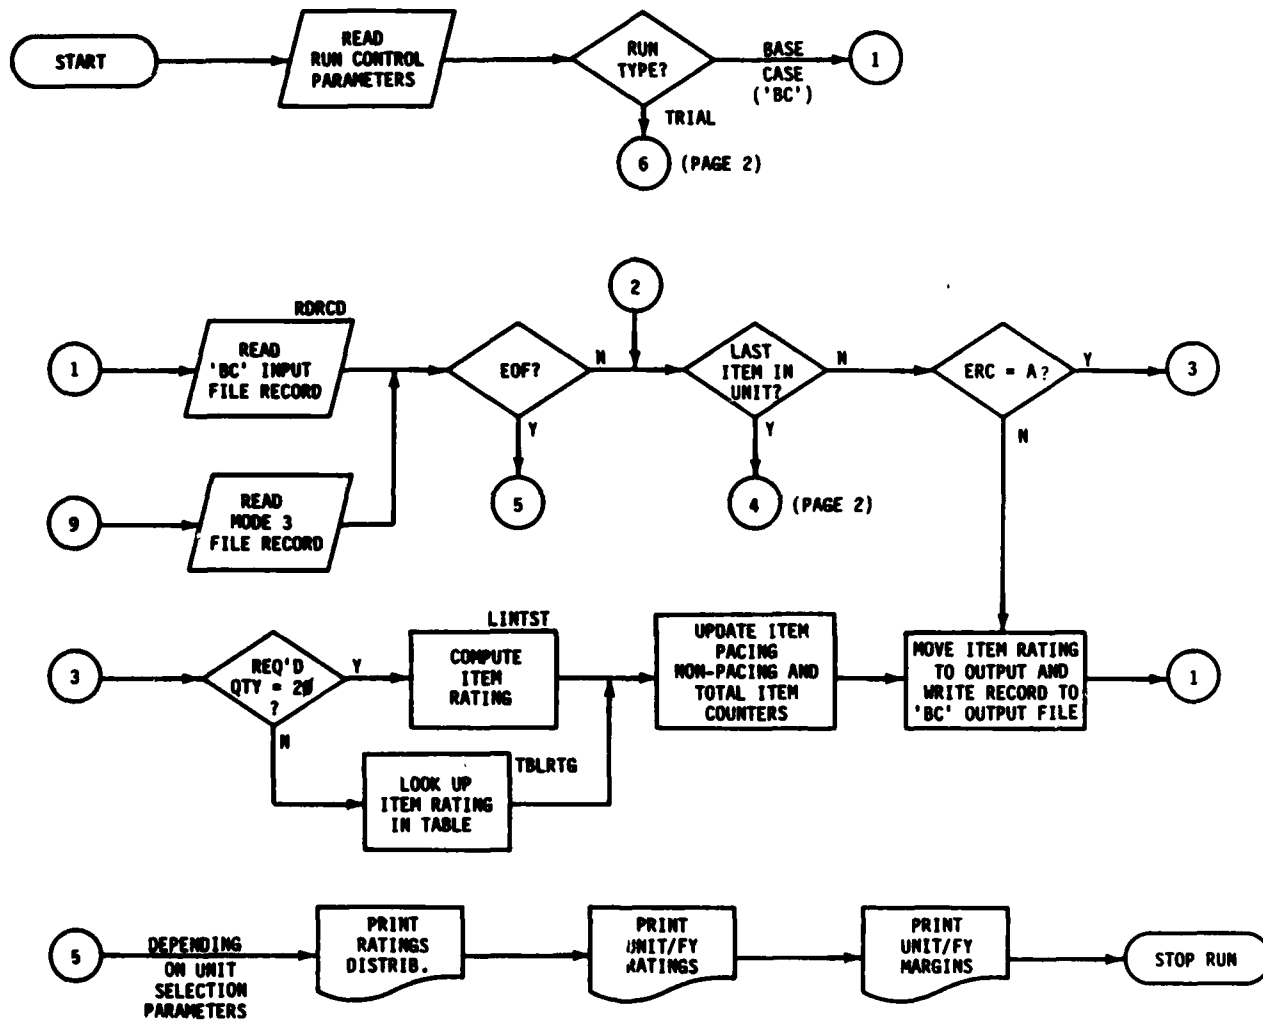 START
READ
RUN CONTROL
PARAMETERS
RUN
TYPE?
BASE
CASE
('BC')
1
TRIAL
6
(PAGE 2)
2
RDRCD
1
READ
'BC' INPUT
FILE RECORD
EOF?
N
LAST
ITEM IN
UNIT?
N
ERC = A?
Y
3
Y
Y
N
9
READ
MODE 3
FILE RECORD
5
4
(PAGE 2)
LINTST
3
REQ'D
QTY = 20
?
Y
COMPUTE
ITEM
RATING
UPDATE ITEM
PACING
NON-PACING AND
TOTAL ITEM
COUNTERS
MOVE ITEM RATING
TO OUTPUT AND
WRITE RECORD TO
'BC' OUTPUT FILE
1
N
LOOK UP
ITEM RATING
IN TABLE
TBLRTG
5
DEPENDING
ON UNIT
SELECTION
PARAMETERS
PRINT
RATINGS
DISTRIB.
PRINT
UNIT/FY
RATINGS
PRINT
UNIT/FY
MARGINS
STOP RUN